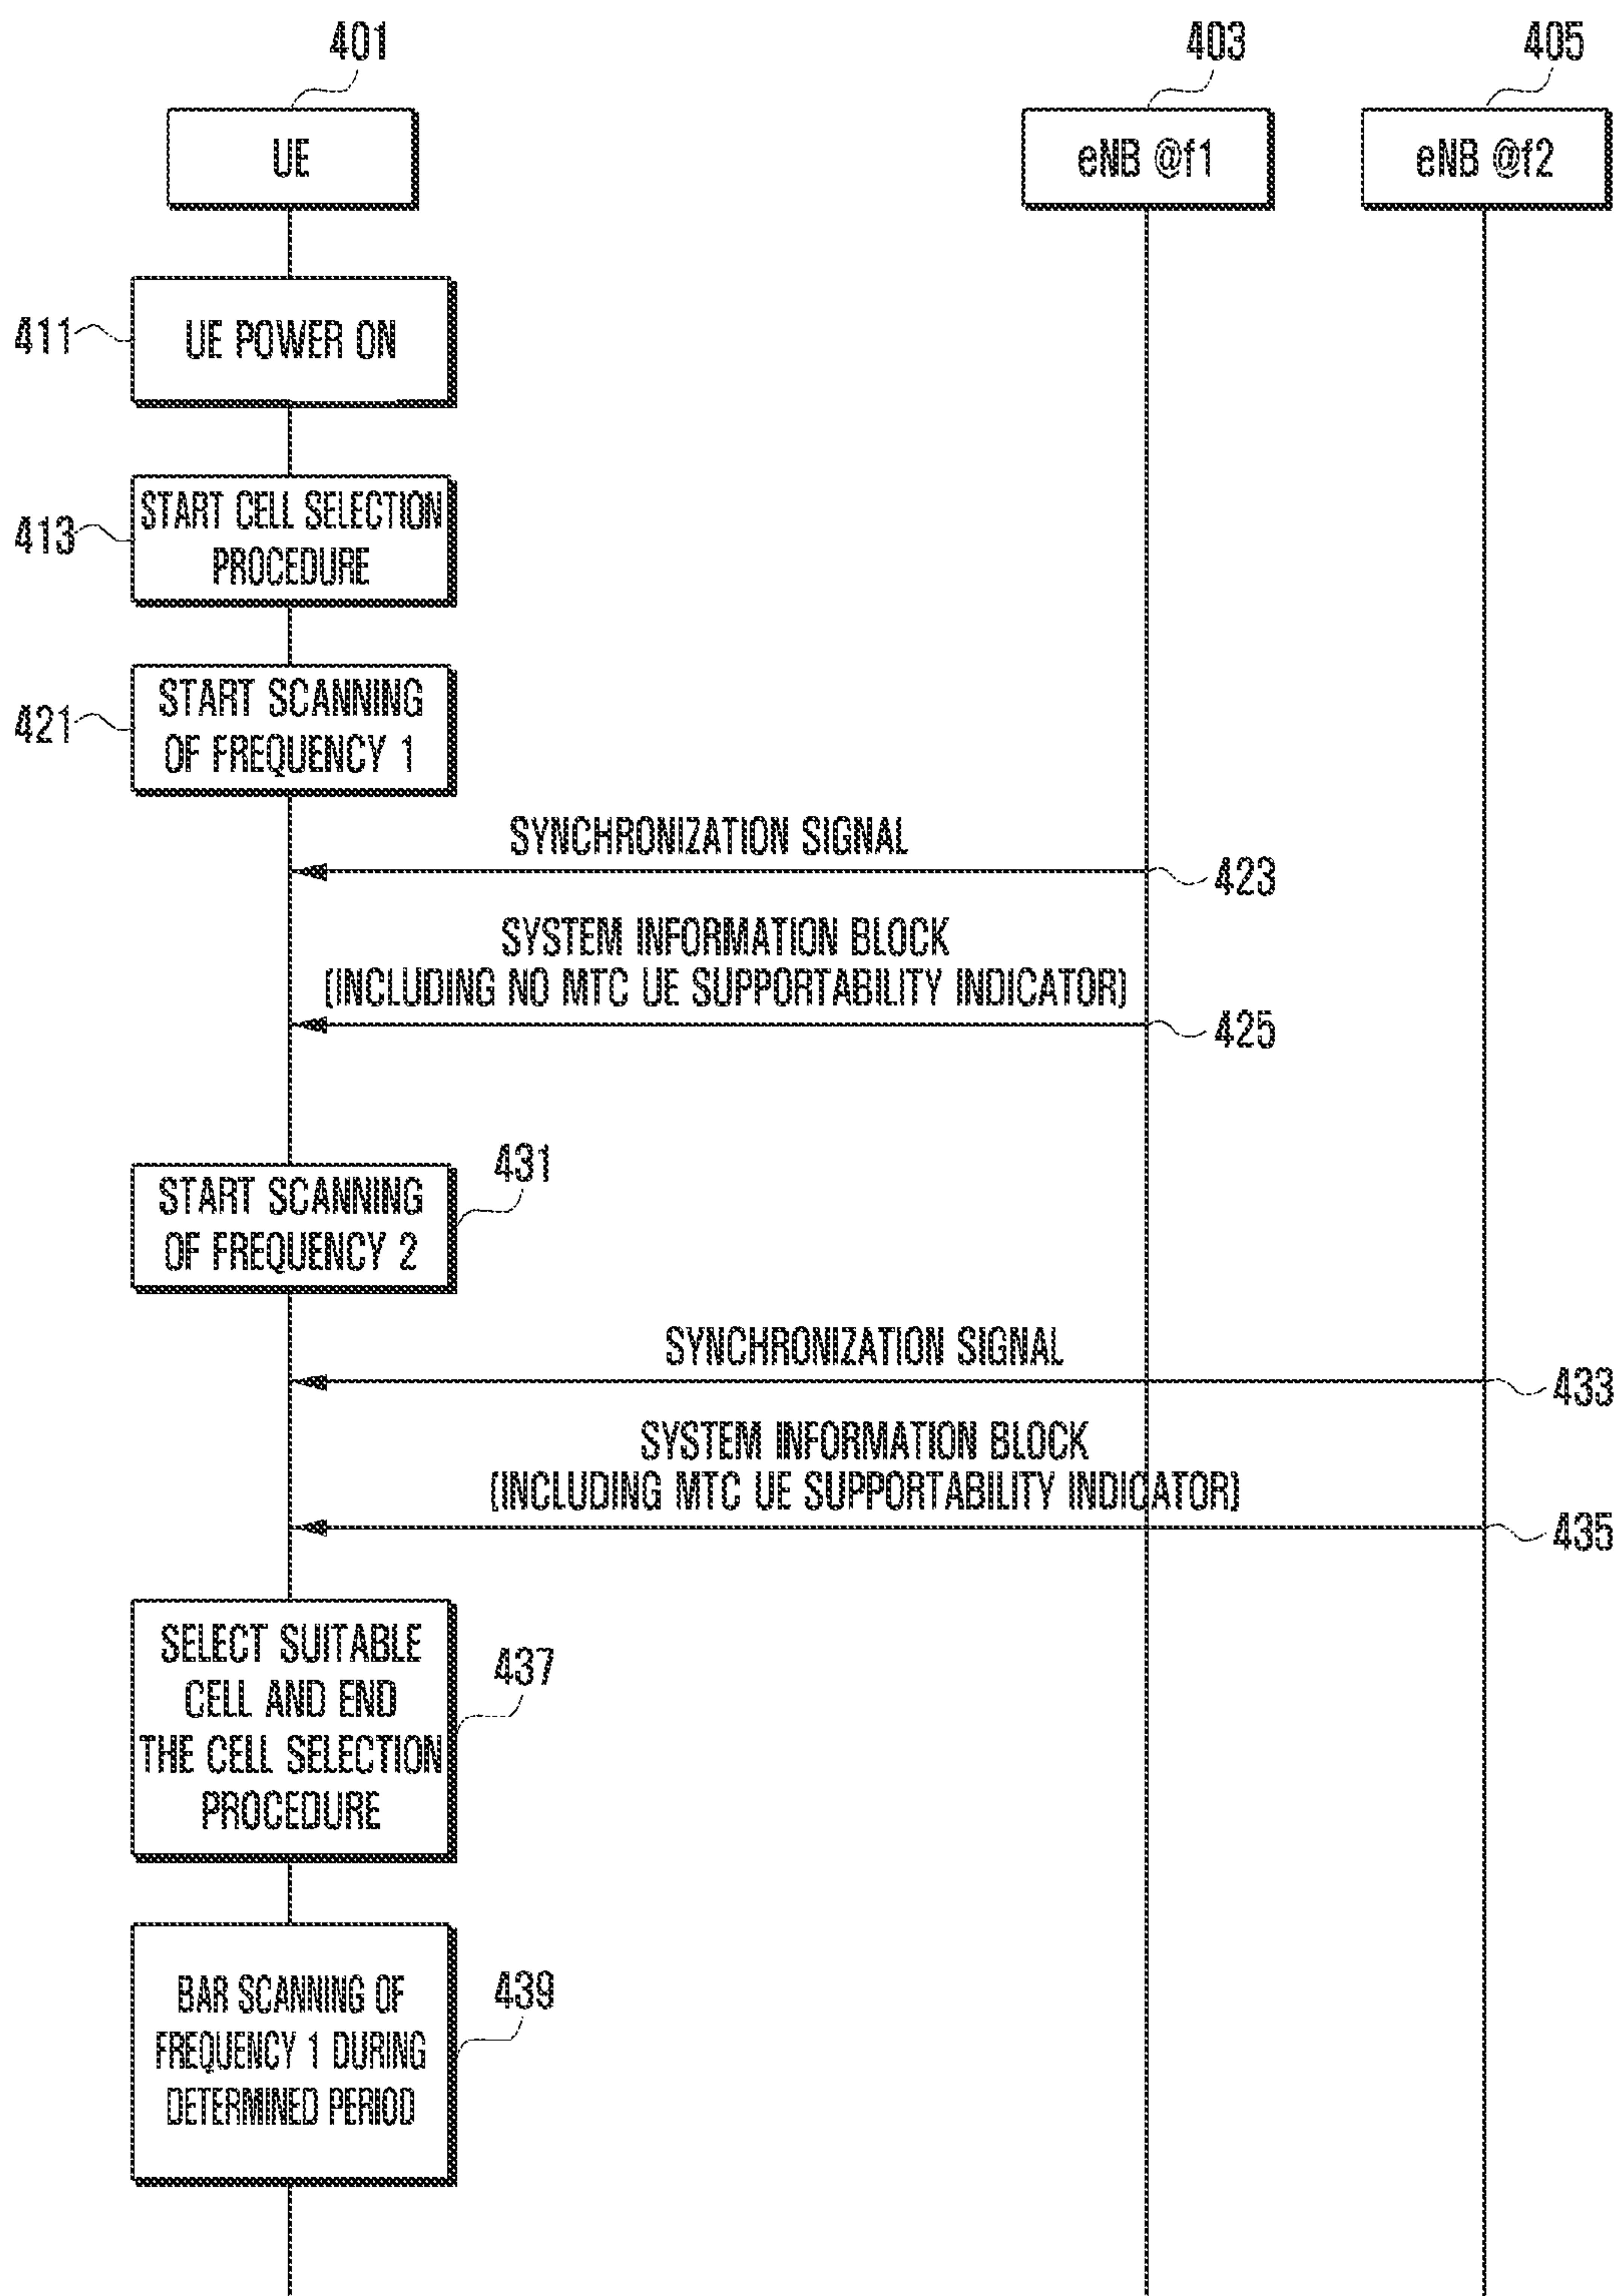 401
403
405
UE
eNB @f1
eNB @f2
411
UE POWER ON
413
START CELL SELECTION
PROCEDURE
421
START SCANNING
OF FREQUENCY 1
SYNCHRONIZATION SIGNAL
423
SYSTEM INFORMATION BLOCK
(INCLUDING NO MTC UE SUPPORTABILITY INDICATOR)
425
431
START SCANNING
OF FREQUENCY 2
SYNCHRONIZATION SIGNAL
433
SYSTEM INFORMATION BLOCK
(INCLUDING MTC UE SUPPORTABILITY INDICATOR)
435
SELECT SUITABLE
CELL AND END
THE CELL SELECTION
PROCEDURE
437
BAR SCANNING OF
FREQUENCY 1 DURING
DETERMINED PERIOD
439